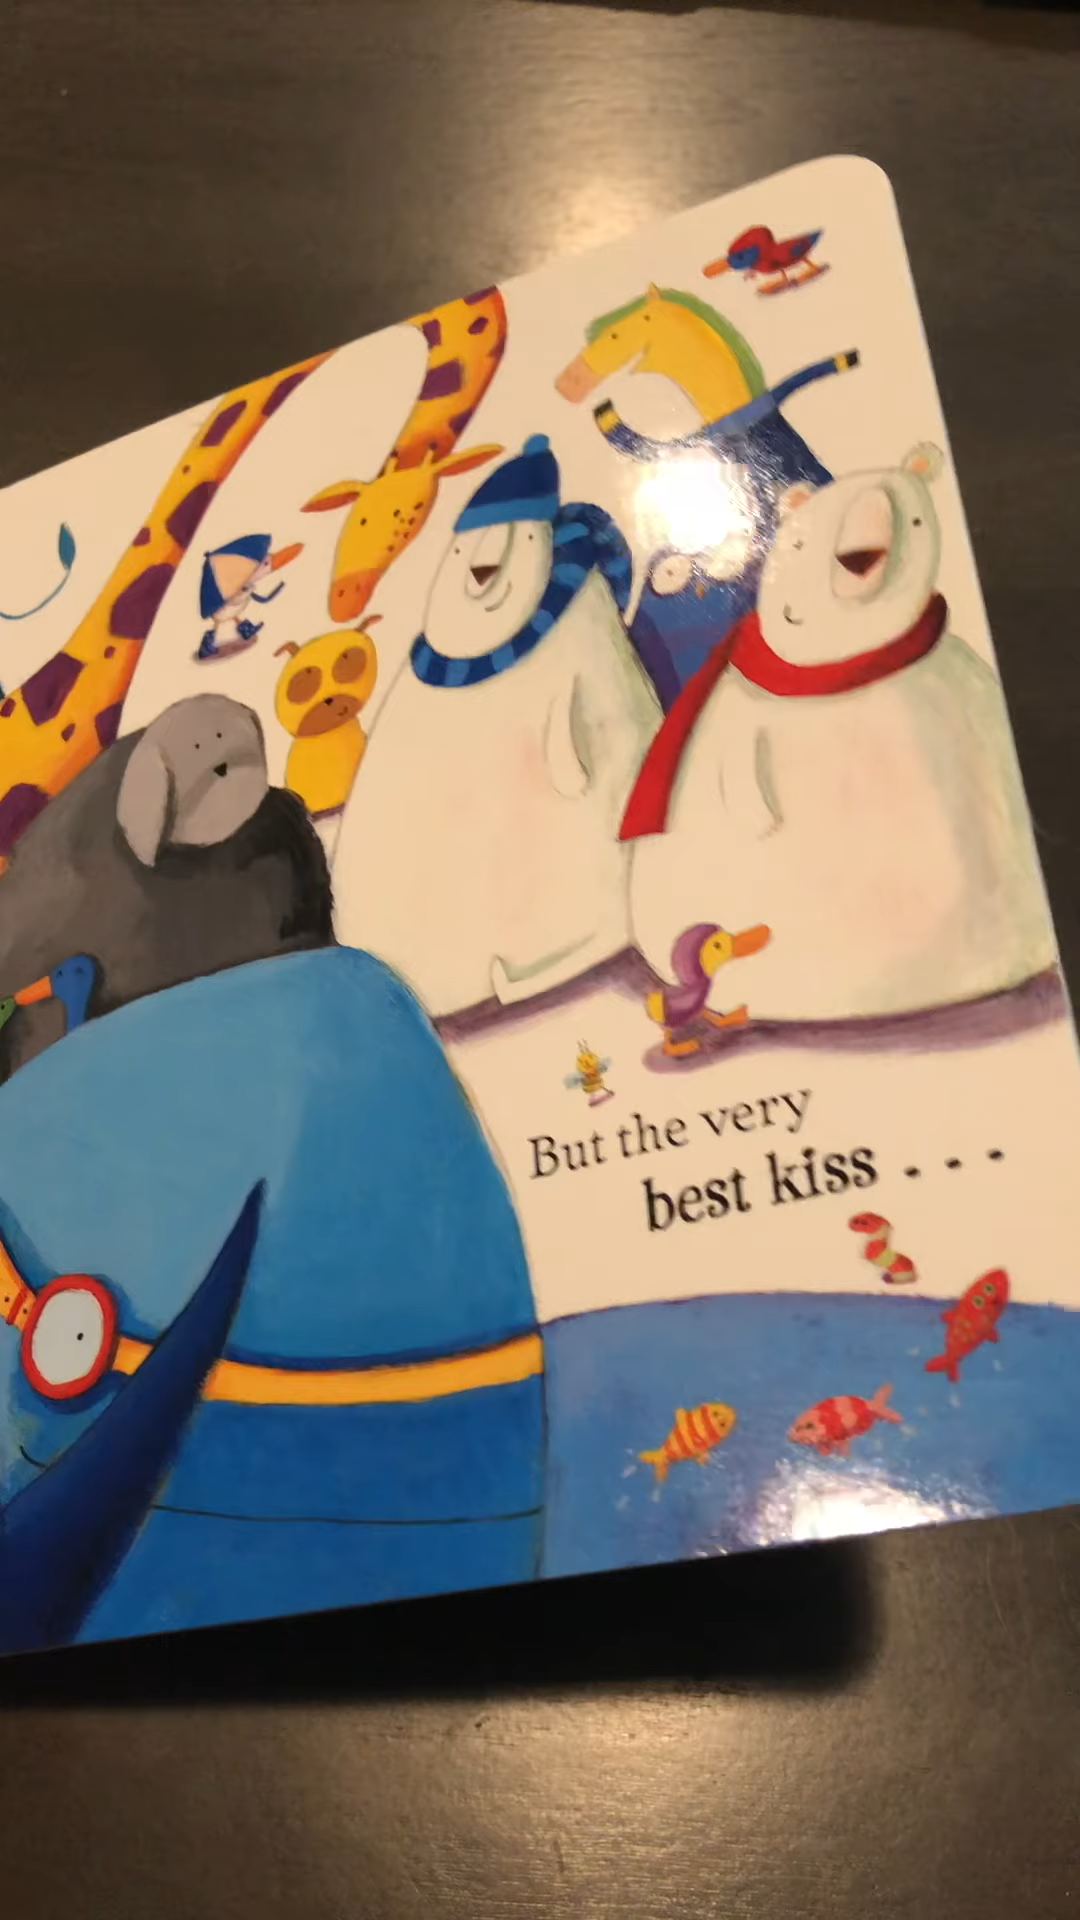 But the very
best kiss . . .